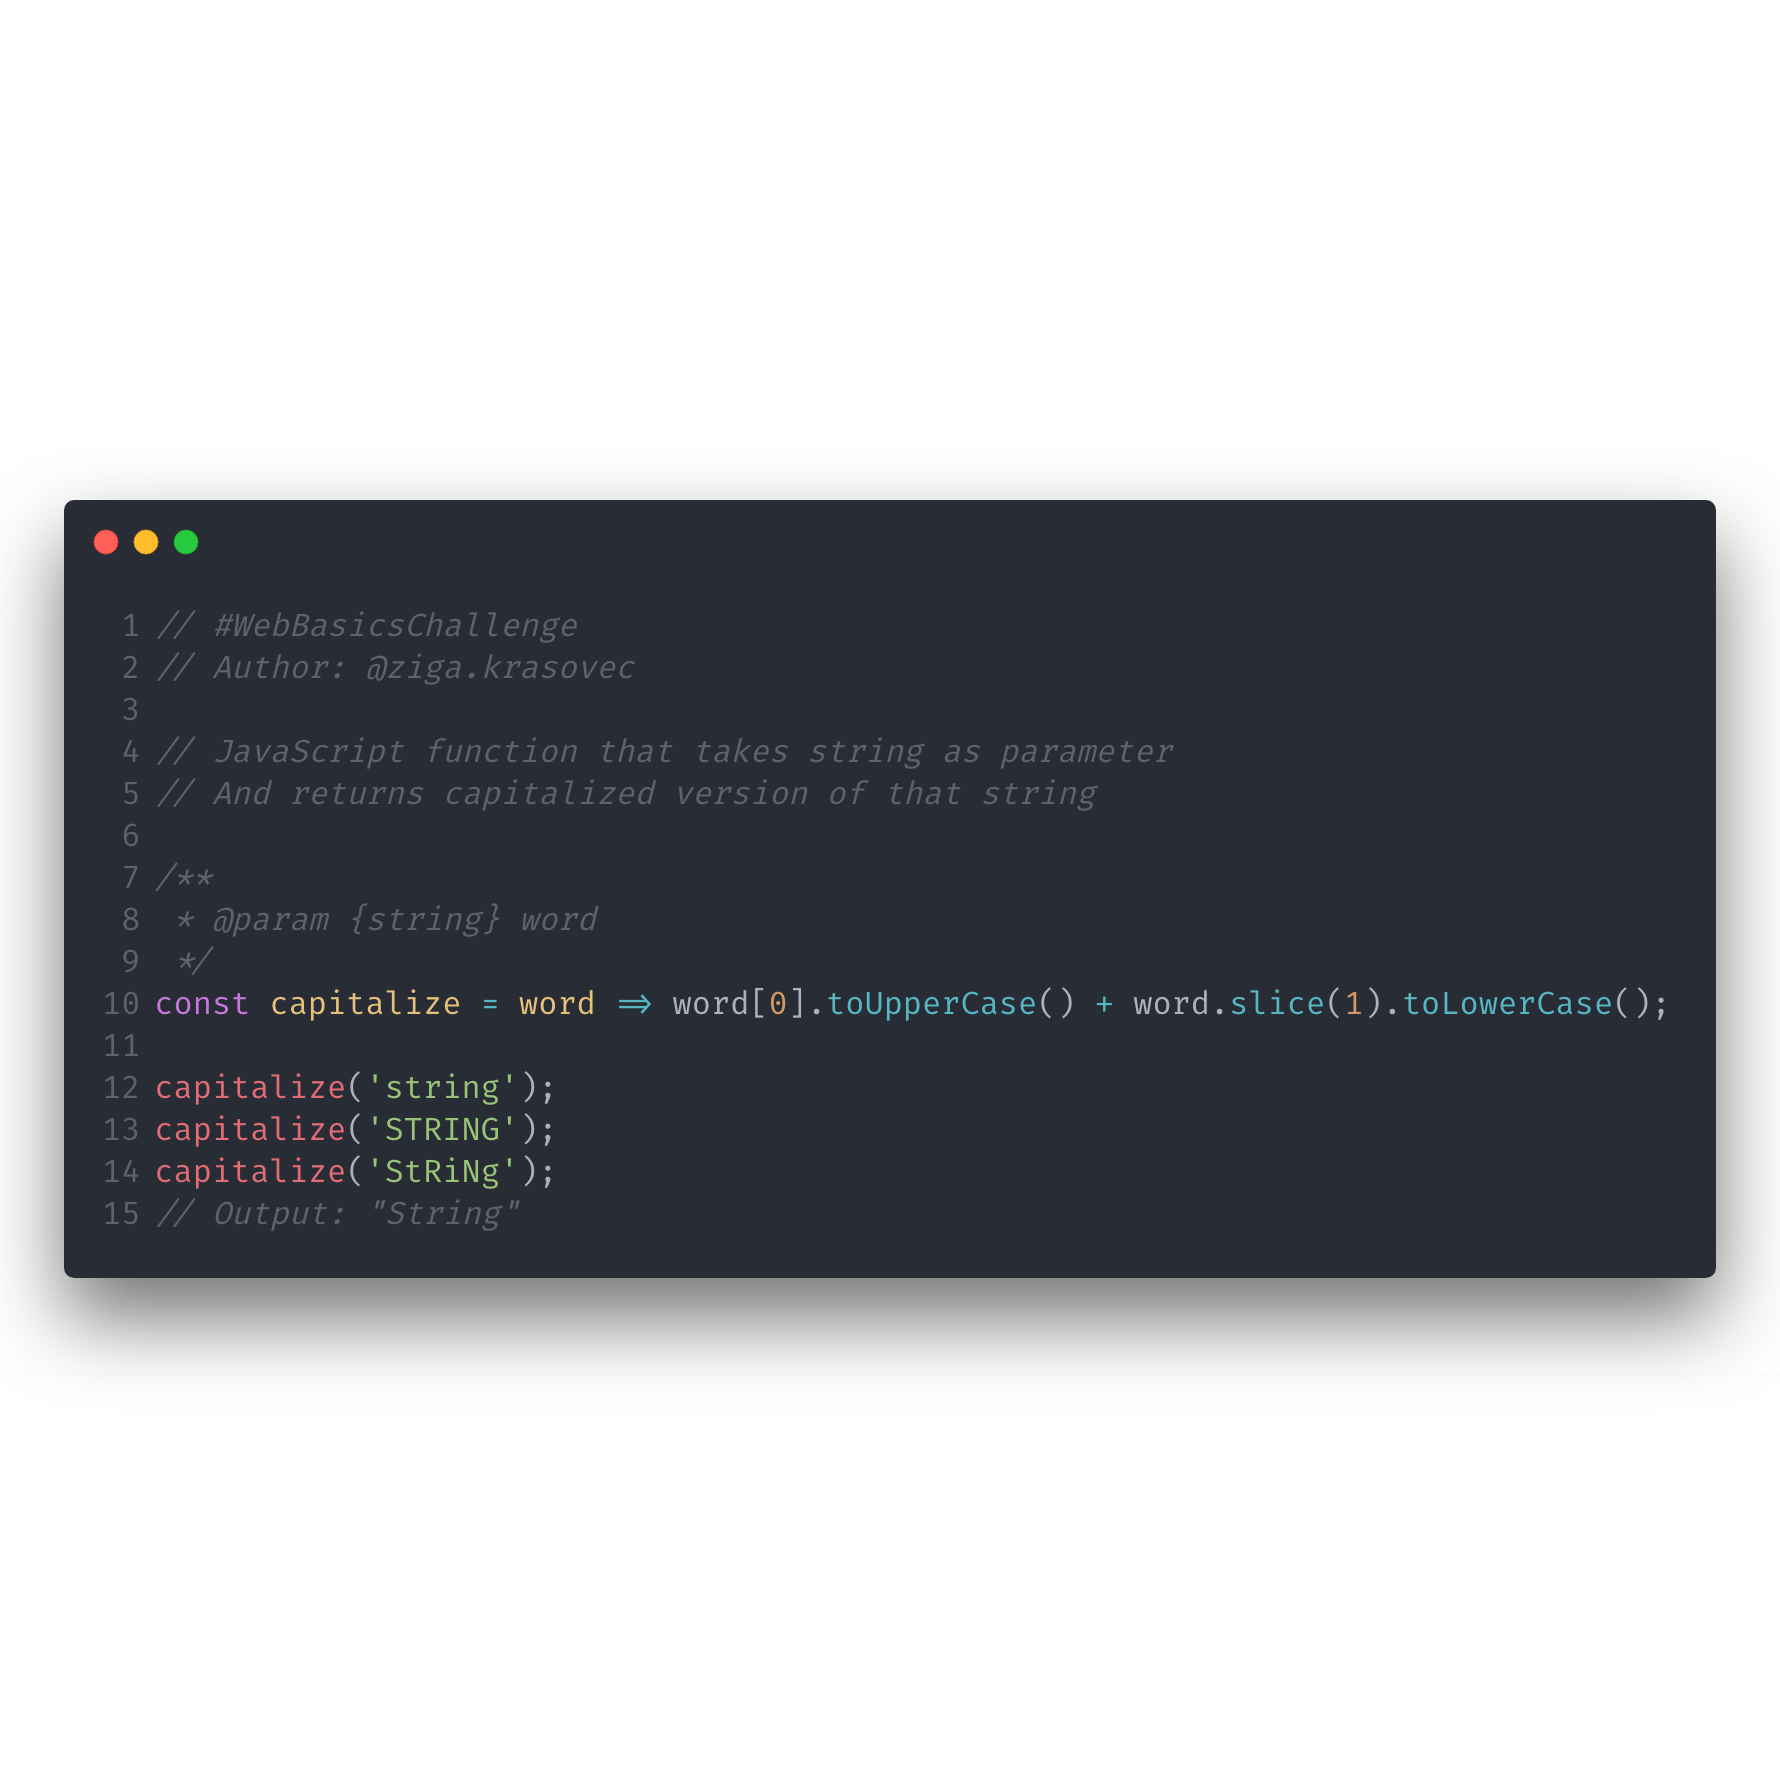 1 // #WebBasicsChallenge
2 // Author: @ziga.krasovec
3
4 // JavaScript function that takes string as parameter
5 // And returns capitalized version of that string
6
7 /**
8  * @param {string} word
9  */
10 const capitalize = word => word[0].toUpperCase() + word.slice(1).toLowerCase();
11
12 capitalize('string');
13 capitalize('STRING');
14 capitalize('StRiNg');
15 // Output: "String"